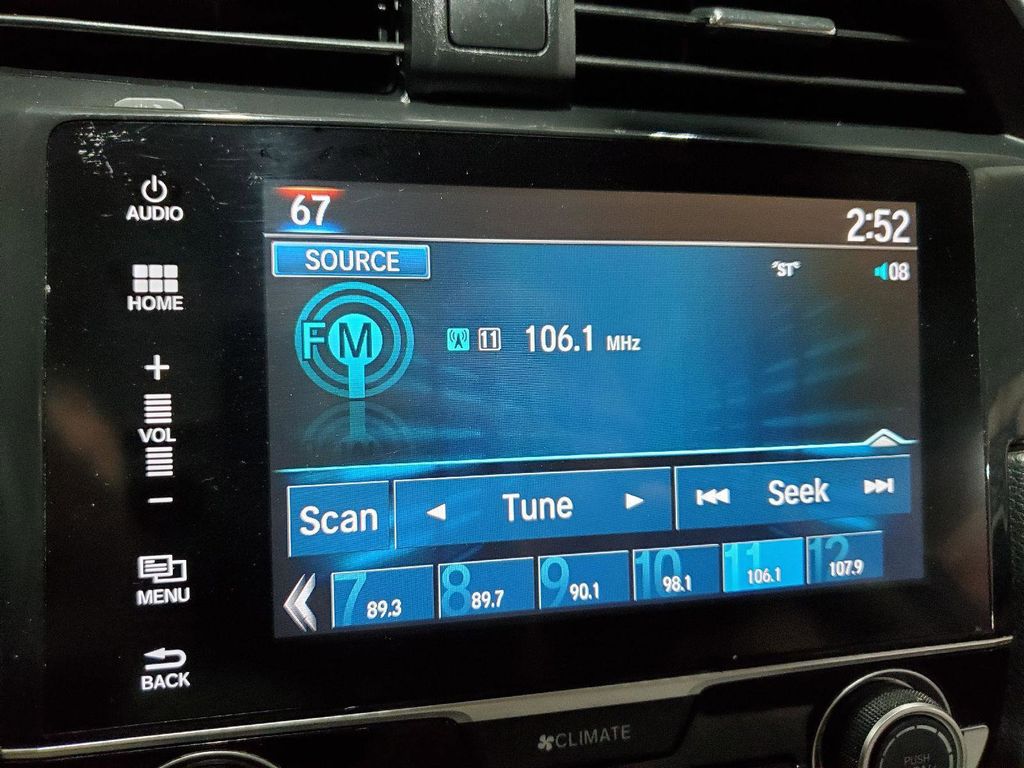 AUDIO
HOME
+
VOL
−
MENU
BACK
67
2:52
SOURCE
"ST"
08
FM
11 106.1 MHz
Scan
Tune
Seek
7 89.3
8 89.7
9 90.1
10 98.1
11 106.1
12 107.9
CLIMATE
PUSH